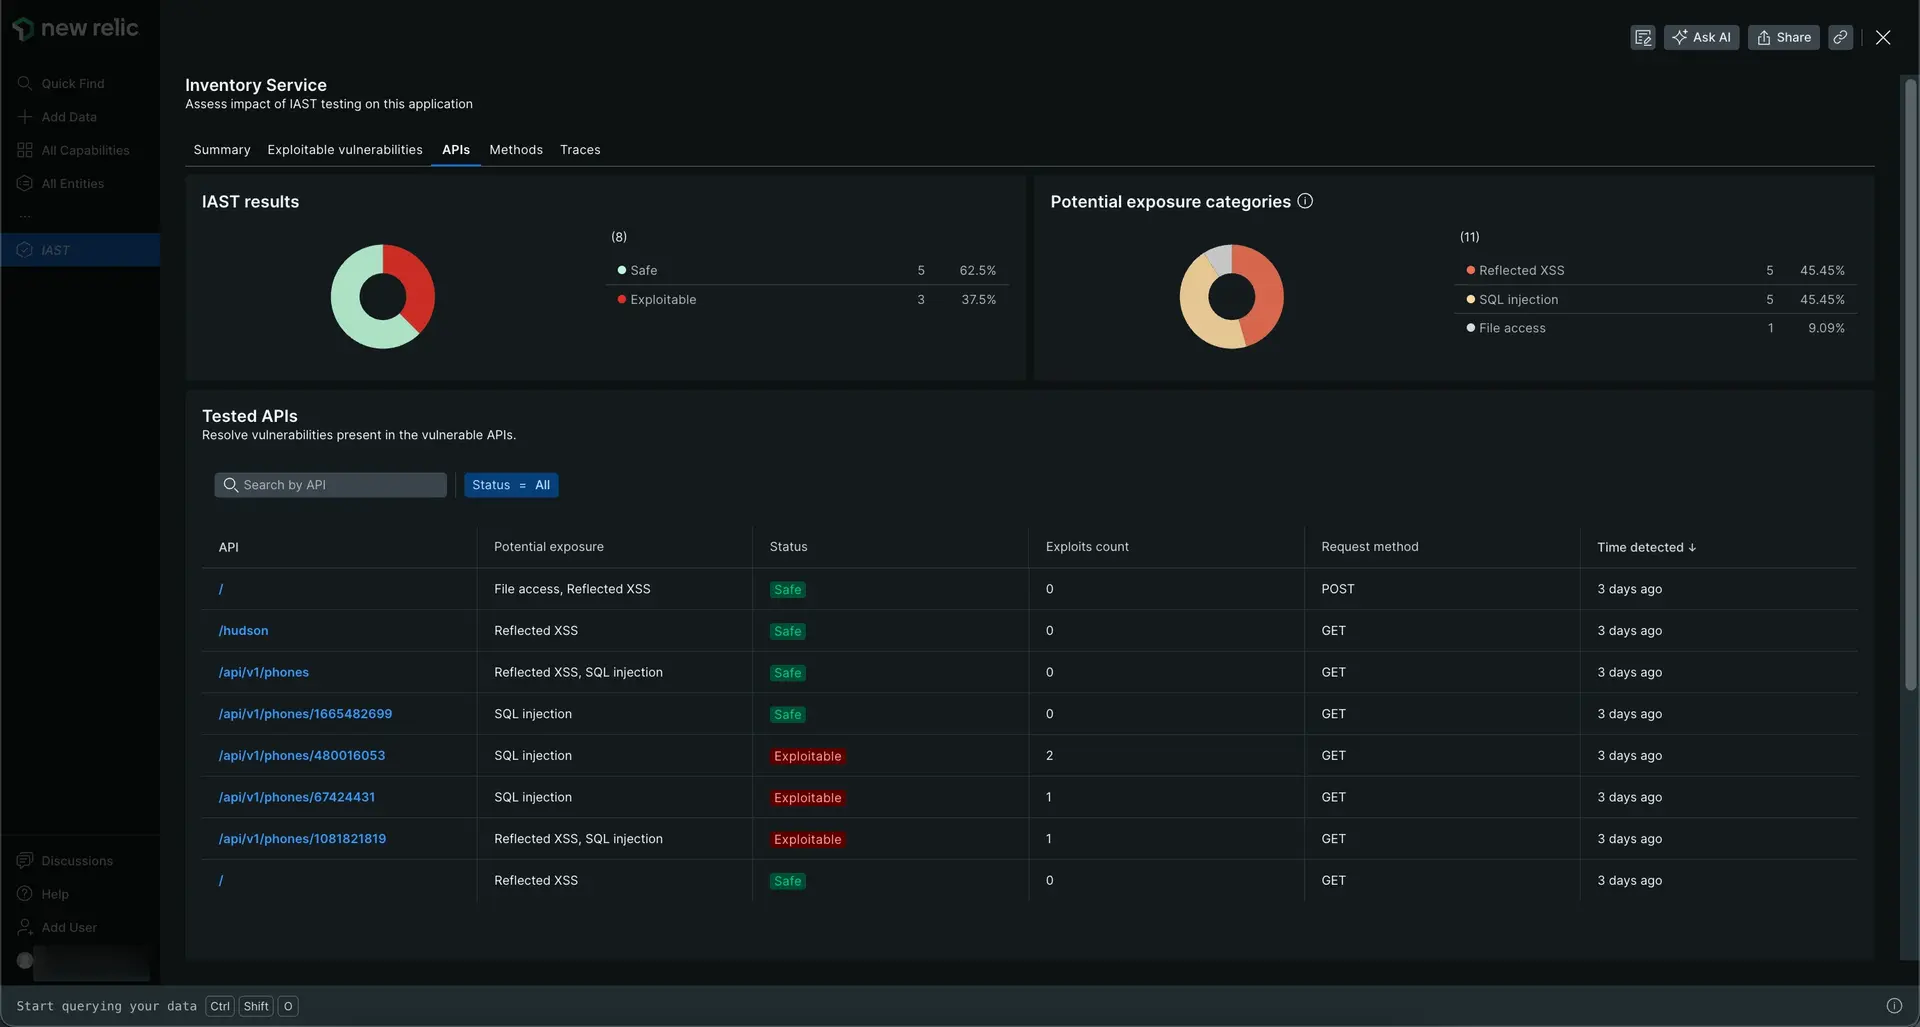 new relic
Ask AI
Share
Quick Find
Add Data
All Capabilities
All Entities
...
IAST
Inventory Service
Assess impact of IAST testing on this application
Summary Exploitable vulnerabilities APIs Methods Traces
IAST results
(8)
Safe 5 62.5%
Exploitable 3 37.5%
Potential exposure categories
(11)
Reflected XSS 5 45.45%
SQL injection 5 45.45%
File access 1 9.09%
Tested APIs
Resolve vulnerabilities present in the vulnerable APIs.
Search by API Status = All
API Potential exposure Status Exploits count Request method Time detected ↓
/ File access, Reflected XSS Safe 0 POST 3 days ago
/hudson Reflected XSS Safe 0 GET 3 days ago
/api/v1/phones Reflected XSS, SQL injection Safe 0 GET 3 days ago
/api/v1/phones/1665482699 SQL injection Safe 0 GET 3 days ago
/api/v1/phones/480016053 SQL injection Exploitable 2 GET 3 days ago
/api/v1/phones/67424431 SQL injection Exploitable 1 GET 3 days ago
/api/v1/phones/1081821819 Reflected XSS, SQL injection Exploitable 1 GET 3 days ago
/ Reflected XSS Safe 0 GET 3 days ago
Discussions
Help
Add User
Start querying your data Ctrl Shift O